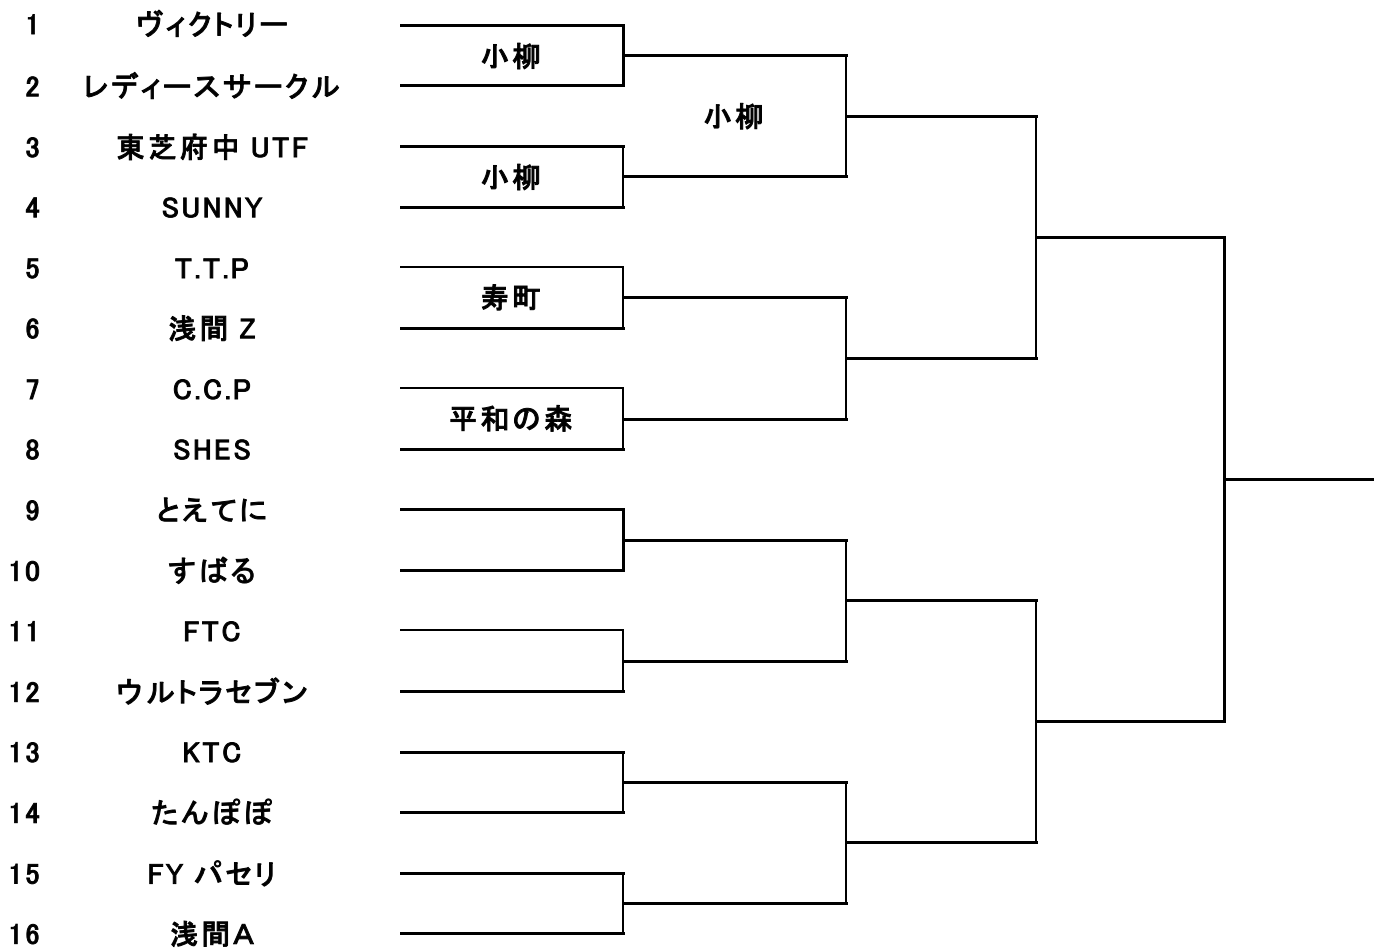 1 ヴィクトリー
小柳
2 レディースサークル
小柳
3 東芝府中 UTF
小柳
4 SUNNY
5 T.T.P
寿町
6 浅間 Z
7 C.C.P
平和の森
8 SHES
9 とえてに
10 すばる
11 FTC
12 ウルトラセブン
13 KTC
14 たんぽぽ
15 FY パセリ
16 浅間A